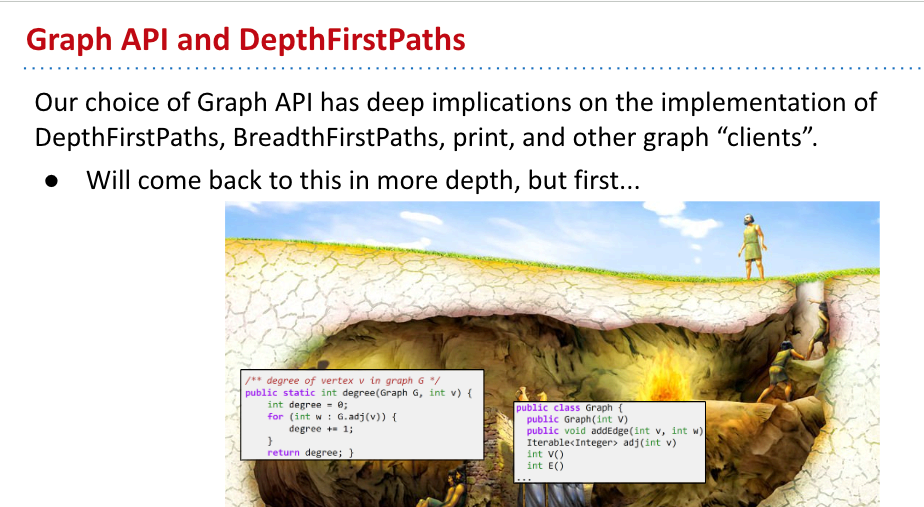 Graph API and DepthFirstPaths
Our choice of Graph API has deep implications on the implementation of
DepthFirstPaths, BreadthFirstPaths, print, and other graph “clients”.
● Will come back to this in more depth, but first...
/** degree of vertex v in graph G */
public static int degree(Graph G, int v) {
    int degree = 0;
    for (int w : G.adj(v)) {
        degree += 1;
    }
    return degree; }
public class Graph {
  public Graph(int V)
  public void addEdge(int v, int w)
  Iterable<Integer> adj(int v)
  int V()
  int E()
...